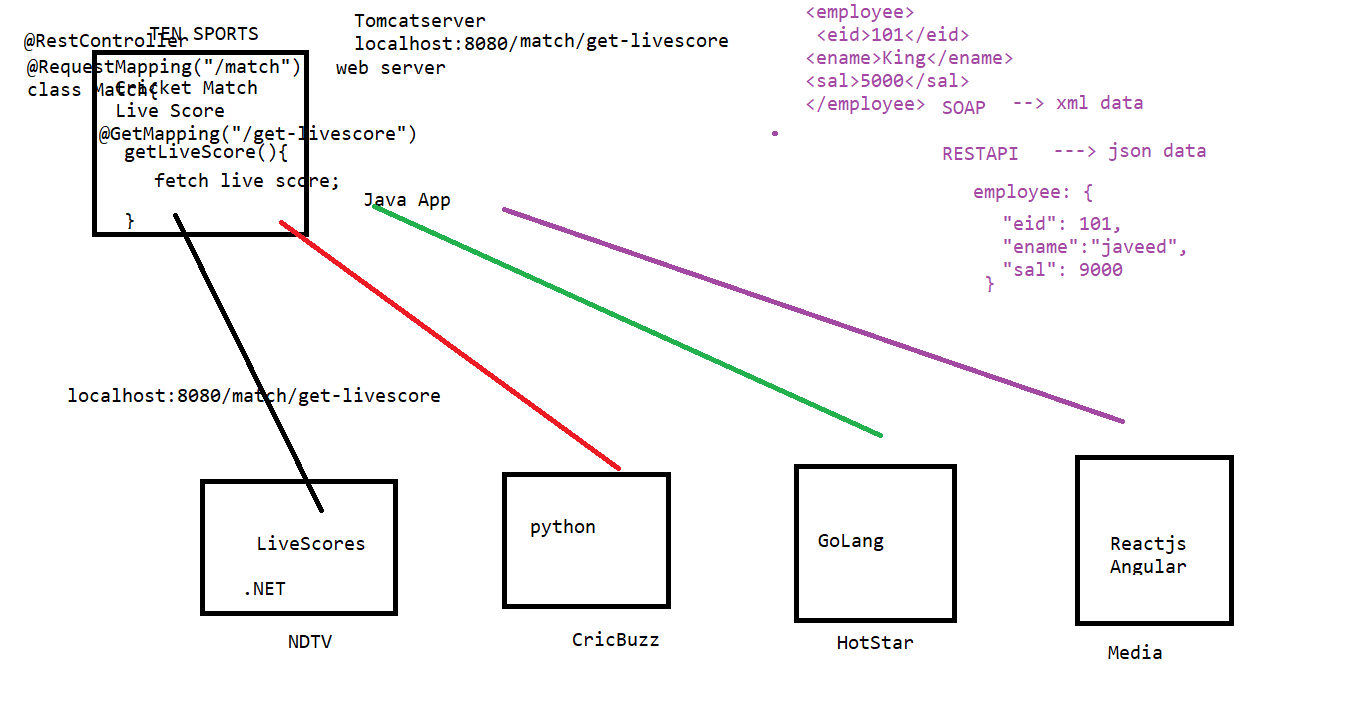 TEN SPORTS
@RestController
@RequestMapping("/match")
class Match{
Cricket Match
Live Score
@GetMapping("/get-livescore")
getLiveScore(){
fetch live score;
}
Tomcatserver
localhost:8080/match/get-livescore
web server
Java App
<employee>
<eid>101</eid>
<ename>King</ename>
<sal>5000</sal>
</employee>
SOAP --> xml data
RESTAPI ---> json data
employee: {
"eid": 101,
"ename":"javeed",
"sal": 9000
}
localhost:8080/match/get-livescore
LiveScores
.NET
NDTV
python
CricBuzz
GoLang
HotStar
Reactjs
Angular
Media